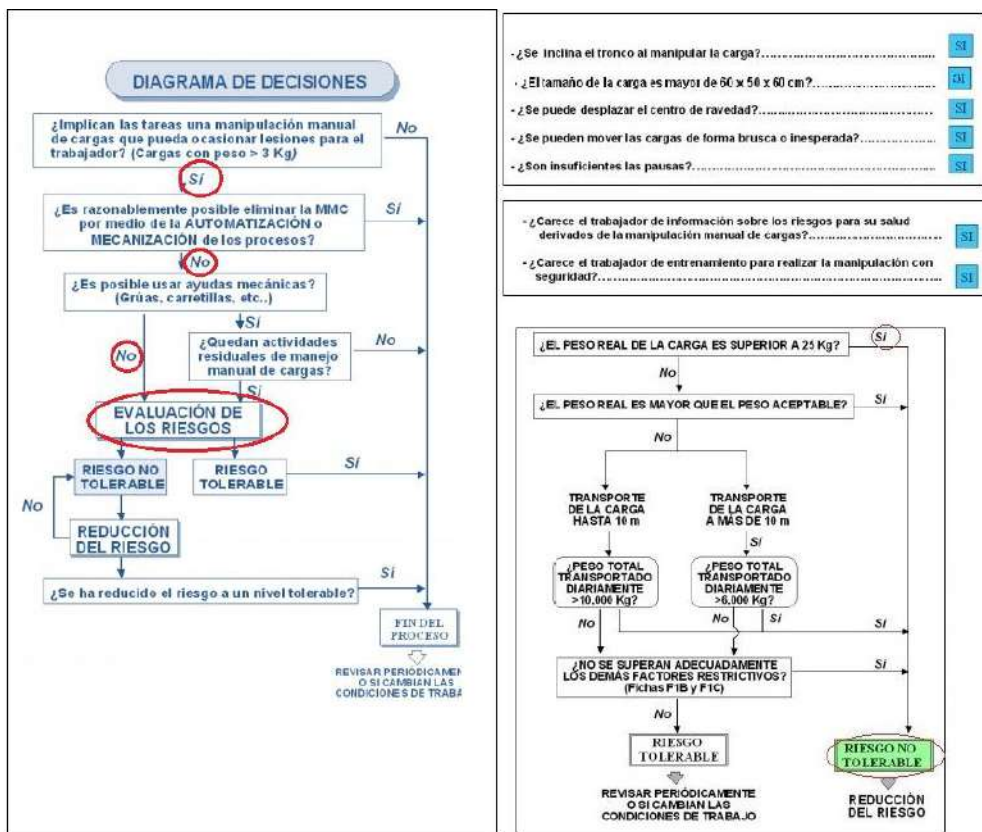 DIAGRAMA DE DECISIONES
¿Implican las tareas una manipulación manual
de cargas que pueda ocasionar lesiones para el
trabajador? (Cargas con peso > 3 Kg)
No
Sí
¿Es razonablemente posible eliminar la MMC
por medio de la AUTOMATIZACIÓN o
MECANIZACIÓN de los procesos?
Sí
No
¿Es posible usar ayudas mecánicas?
(Grúas, carretillas, etc..)
Sí
No
¿Quedan actividades
residuales de manejo
manual de cargas?
No
Sí
EVALUACIÓN DE
LOS RIESGOS
RIESGO NO
TOLERABLE
RIESGO
TOLERABLE
Sí
No
REDUCCIÓN
DEL RIESGO
¿Se ha reducido el riesgo a un nivel tolerable?
Sí
FIN DEL
PROCESO
REVISAR PERIÓDICAMENTE
O SI CAMBIAN LAS
CONDICIONES DE TRABA
- ¿Se inclina el tronco al manipular la carga?.......................................... SI
- ¿El tamaño de la carga es mayor de 60 x 50 x 60 cm?............................ SI
- ¿Se puede desplazar el centro de ravedad?.......................................... SI
- ¿Se pueden mover las cargas de forma brusca o inesperada?................ SI
- ¿Son insuficientes las pausas?............................................................ SI
- ¿Carece el trabajador de información sobre los riesgos para su salud
derivados de la manipulación manual de cargas?............................ SI
- ¿Carece el trabajador de entrenamiento para realizar la manipulación con
seguridad?........................................................................ SI
¿EL PESO REAL DE LA CARGA ES SUPERIOR A 25 Kg?
Sí
No
¿EL PESO REAL ES MAYOR QUE EL PESO ACEPTABLE?
Sí
No
TRANSPORTE
DE LA CARGA
HASTA 10 m
TRANSPORTE
DE LA CARGA
A MÁS DE 10 m
Sí
¿PESO TOTAL
TRANSPORTADO
DIARIAMENTE
>10.000 Kg?
¿PESO TOTAL
TRANSPORTADO
DIARIAMENTE
>6.000 Kg?
No
No
Sí
Sí
¿NO SE SUPERAN ADECUADAMENTE
LOS DEMÁS FACTORES RESTRICTIVOS?
(Fichas F1B y F1C)
Sí
No
RIESGO
TOLERABLE
RIESGO NO
TOLERABLE
REVISAR PERIÓDICAMENTE
O SI CAMBIAN LAS
CONDICIONES DE TRABAJO
REDUCCIÓN
DEL RIESGO